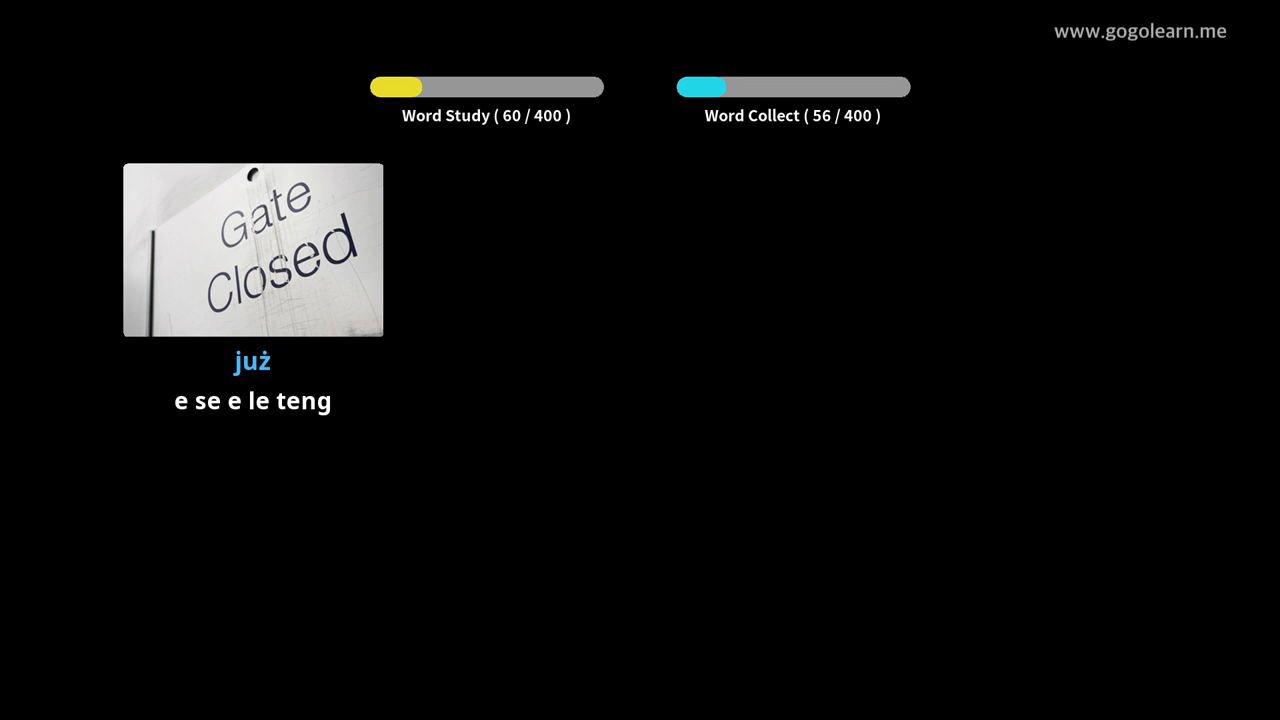 www.gogolearn.me
Word Study ( 60 / 400 )
Word Collect ( 56 / 400 )
Gate
Closed
już
e se e le teng